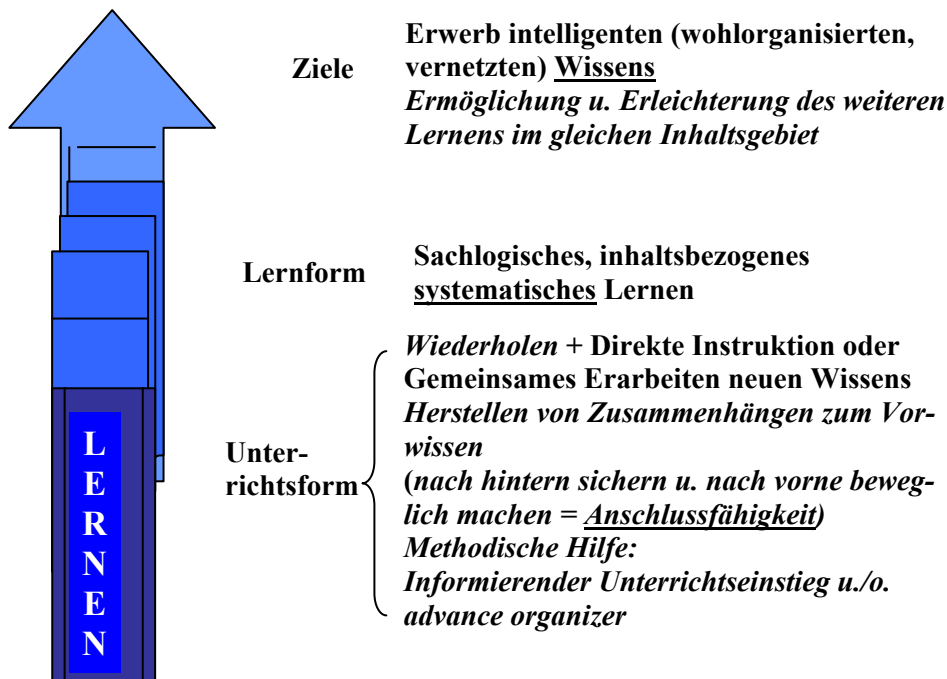 Ziele
Erwerb intelligenten (wohlorganisierten,
vernetzten) Wissens
Ermöglichung u. Erleichterung des weiteren
Lernens im gleichen Inhaltsgebiet
Lernform
Sachlogisches, inhaltsbezogenes
systematisches Lernen
Unter-
richtsform
Wiederholen + Direkte Instruktion oder
Gemeinsames Erarbeiten neuen Wissens
Herstellen von Zusammenhängen zum Vor-
wissen
(nach hintern sichern u. nach vorne beweg-
lich machen = Anschlussfähigkeit)
Methodische Hilfe:
Informierender Unterrichtseinstieg u./o.
advance organizer
L
E
R
N
E
N